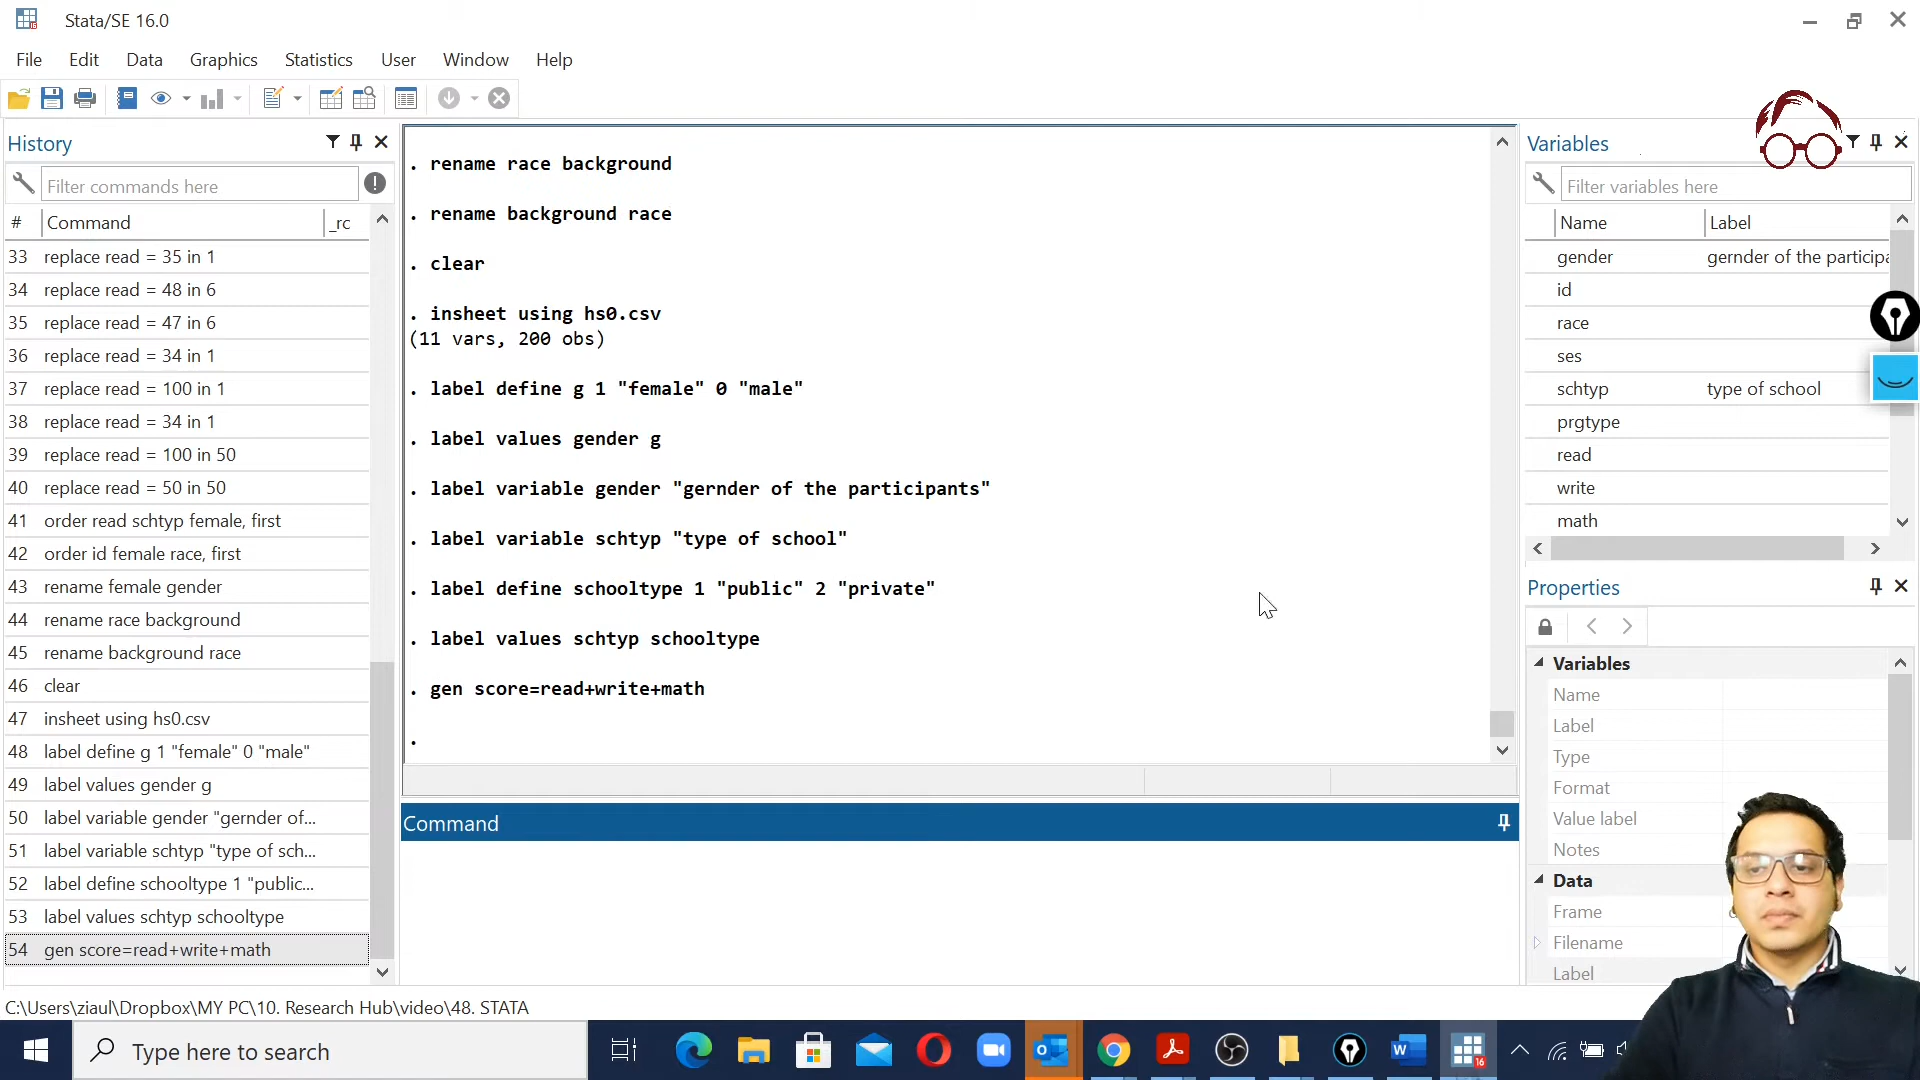 Stata/SE 16.0
File Edit Data Graphics Statistics User Window Help
History
Filter commands here
# Command _rc
33 replace read = 35 in 1
34 replace read = 48 in 6
35 replace read = 47 in 6
36 replace read = 34 in 1
37 replace read = 100 in 1
38 replace read = 34 in 1
39 replace read = 100 in 50
40 replace read = 50 in 50
41 order read schtyp female, first
42 order id female race, first
43 rename female gender
44 rename race background
45 rename background race
46 clear
47 insheet using hs0.csv
48 label define g 1 "female" 0 "male"
49 label values gender g
50 label variable gender "gernder of...
51 label variable schtyp "type of sch...
52 label define schooltype 1 "public...
53 label values schtyp schooltype
54 gen score=read+write+math
. rename race background
. rename background race
. clear
. insheet using hs0.csv
(11 vars, 200 obs)
. label define g 1 "female" 0 "male"
. label values gender g
. label variable gender "gernder of the participants"
. label variable schtyp "type of school"
. label define schooltype 1 "public" 2 "private"
. label values schtyp schooltype
. gen score=read+write+math
.
Command
Variables
Filter variables here
Name Label
gender gernder of the participa
id
race
ses
schtyp type of school
prgtype
read
write
math
Properties
Variables
Name
Label
Type
Format
Value label
Notes
Data
Frame
Filename
Label
C:\Users\ziaul\Dropbox\MY PC\10. Research Hub\video\48. STATA
Type here to search